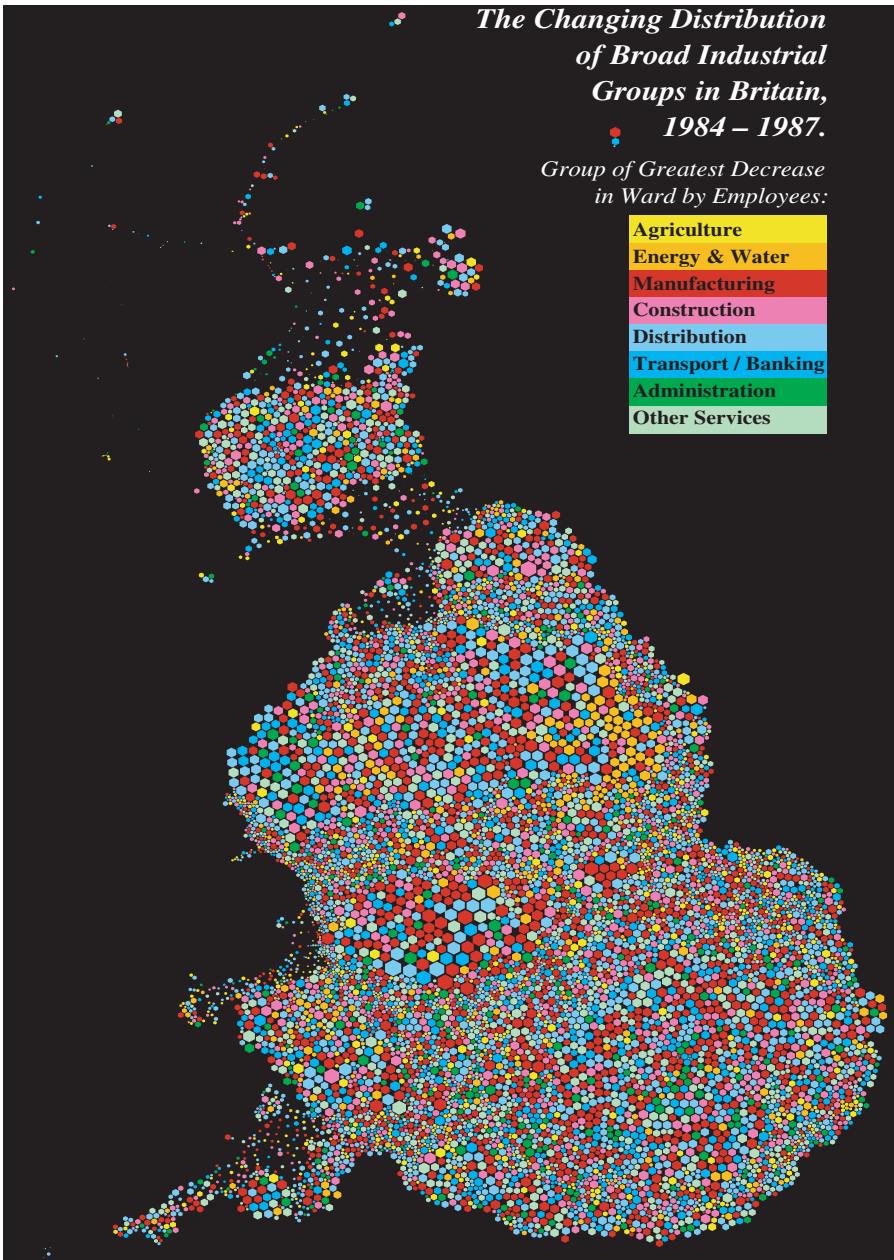 The Changing Distribution
of Broad Industrial
Groups in Britain,
1984 – 1987.
Group of Greatest Decrease
in Ward by Employees:
Agriculture
Energy & Water
Manufacturing
Construction
Distribution
Transport / Banking
Administration
Other Services